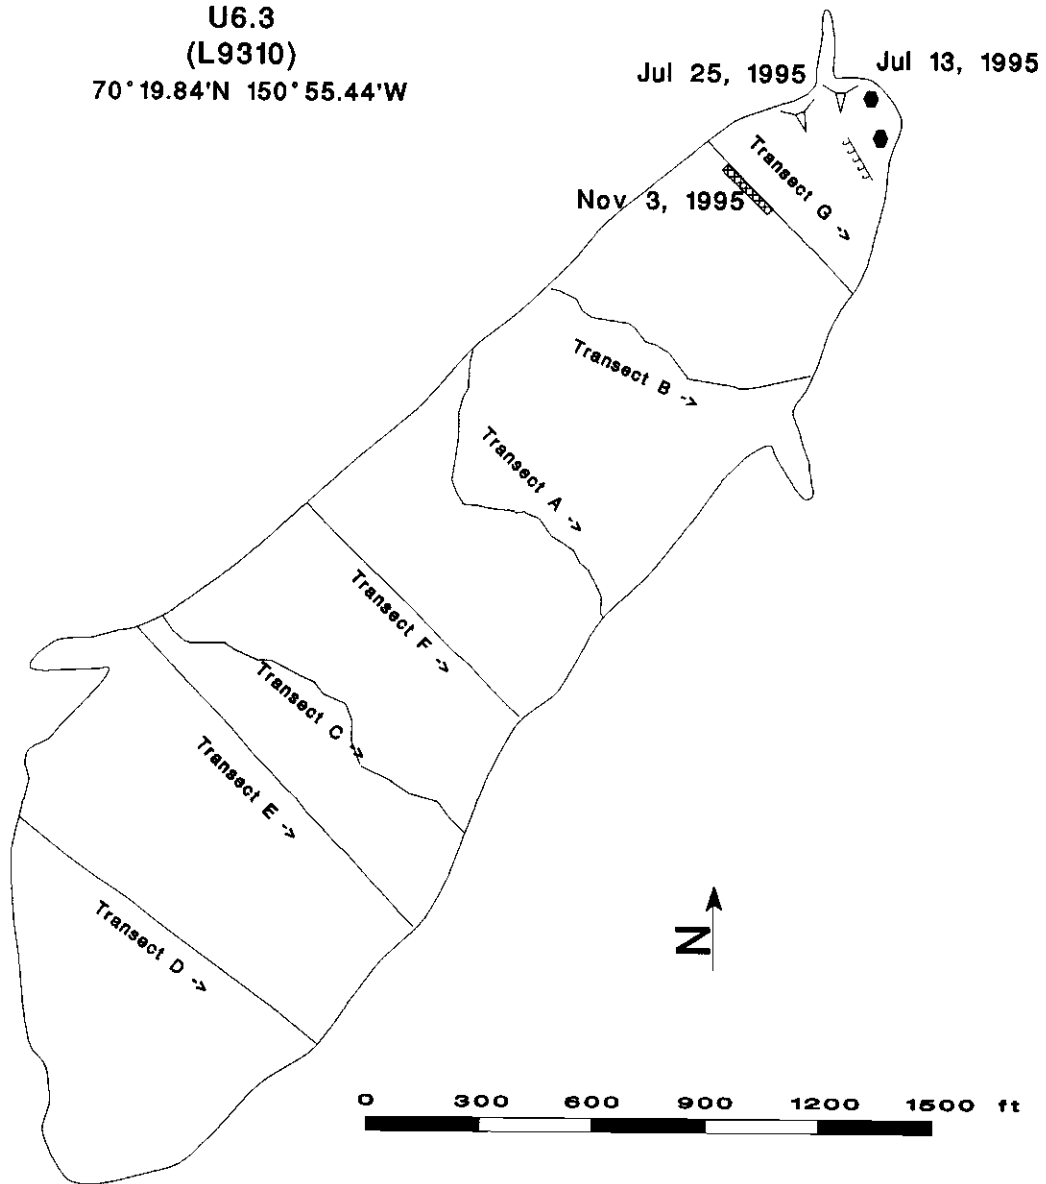 U6.3
(L9310)
70°19.84'N 150°55.44'W
Jul 25, 1995
Jul 13, 1995
Transect G ->
Nov 3, 1995
Transect B ->
Transect A ->
Transect F ->
Transect C ->
Transect E ->
Transect D ->
N
0 300 600 900 1200 1500 ft